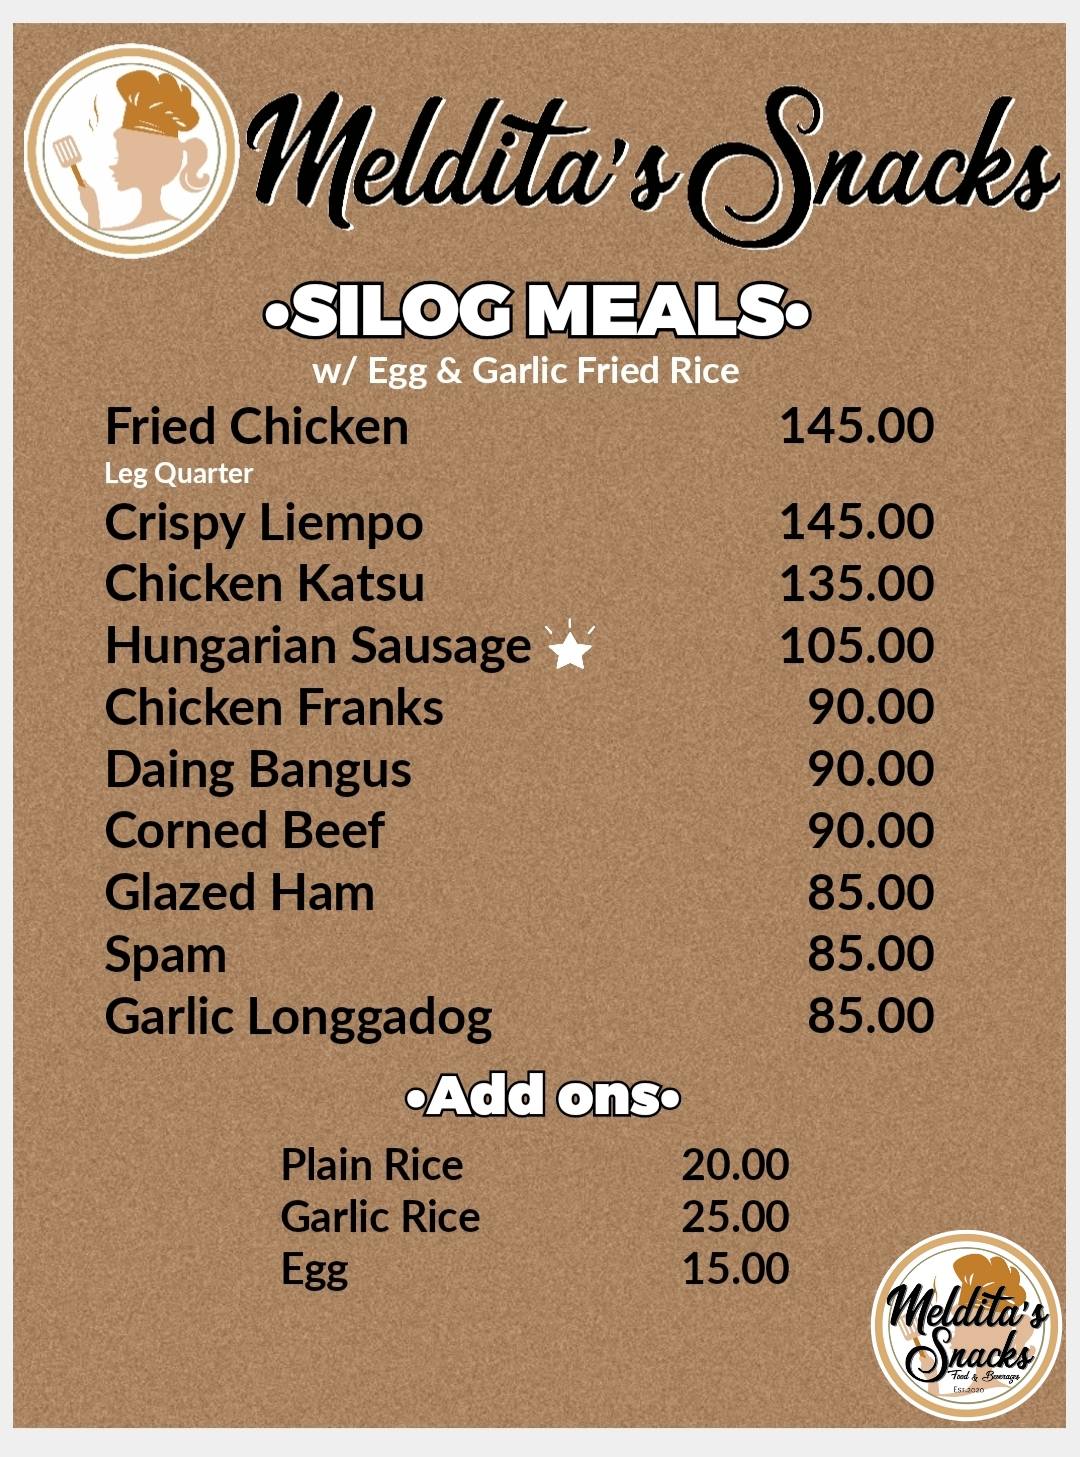 Meldita's Snacks
•SILOG MEALS•
w/ Egg & Garlic Fried Rice
Fried Chicken 145.00
Leg Quarter
Crispy Liempo 145.00
Chicken Katsu 135.00
Hungarian Sausage 105.00
Chicken Franks 90.00
Daing Bangus 90.00
Corned Beef 90.00
Glazed Ham 85.00
Spam 85.00
Garlic Longgadog 85.00
•Add ons•
Plain Rice 20.00
Garlic Rice 25.00
Egg 15.00
Meldita's
Snacks
Food & Beverages
Est.2020